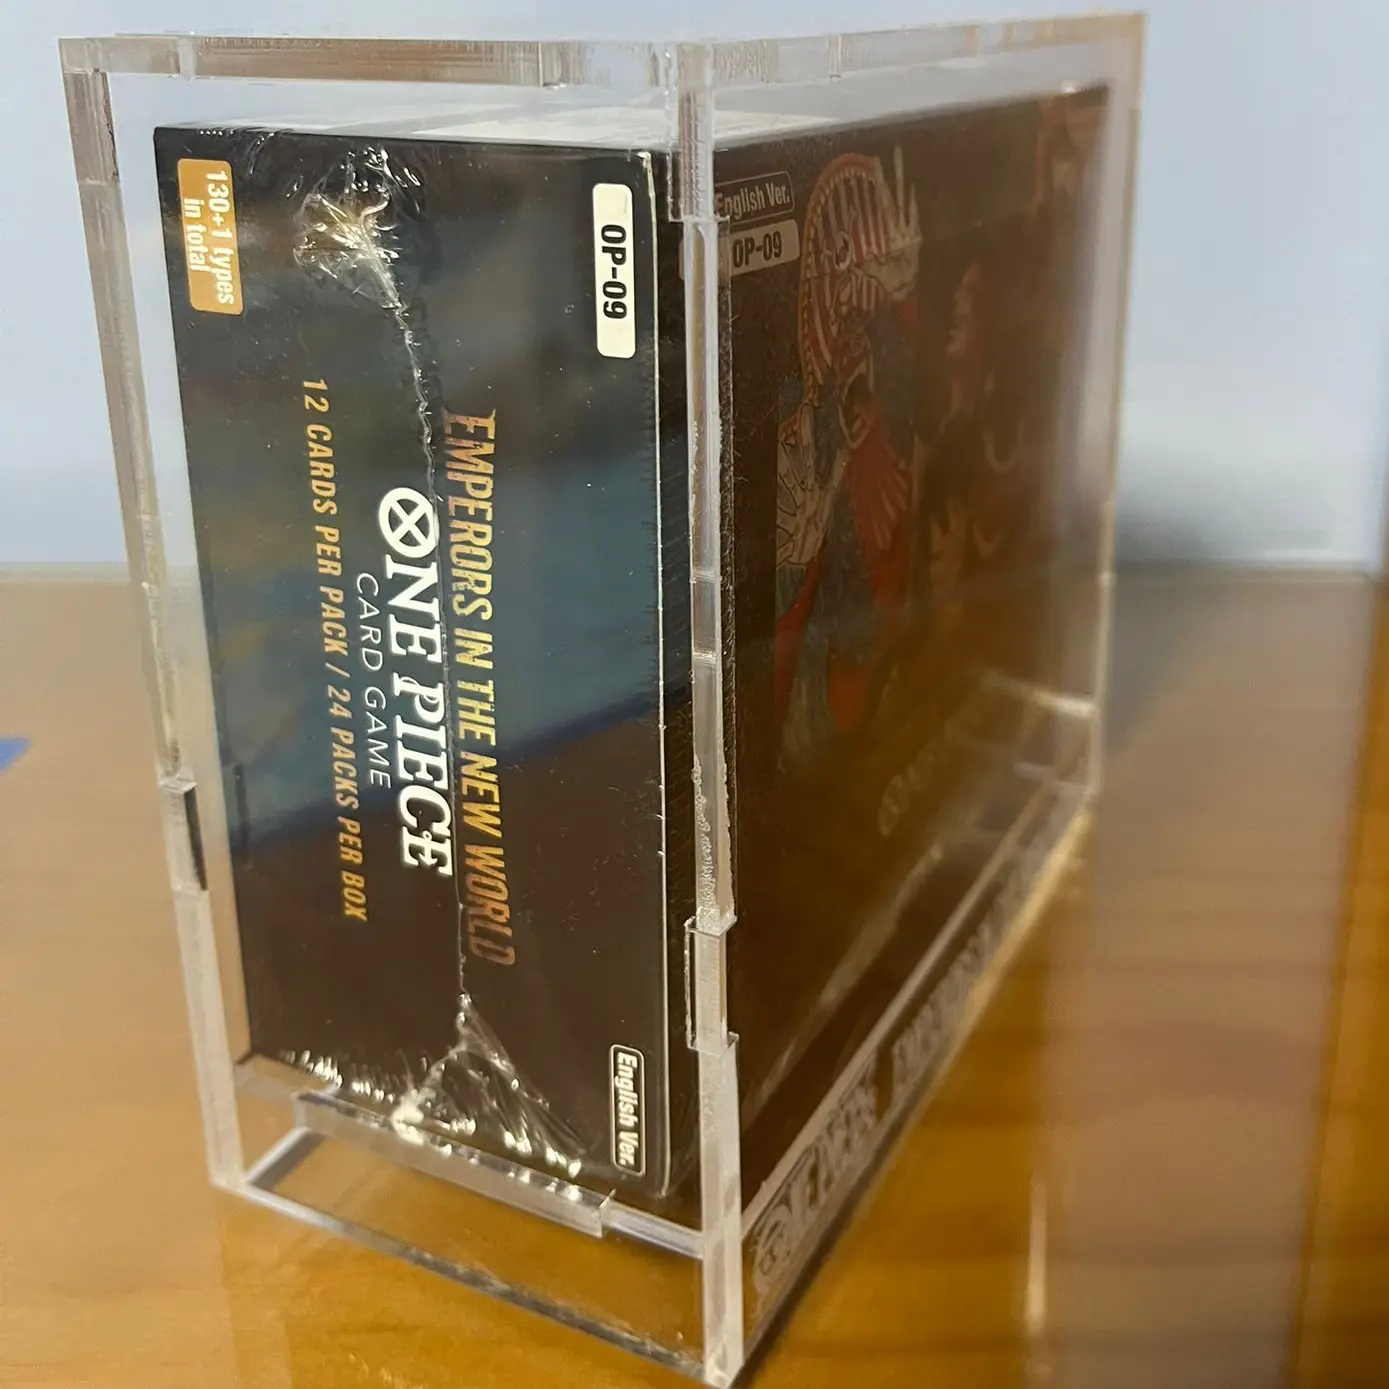 130+1 types
in total
OP-09
EMPERORS IN THE NEW WORLD
ONE PIECE
CARD GAME
12 CARDS PER PACK / 24 PACKS PER BOX
English Ver.
English Ver.
OP-09